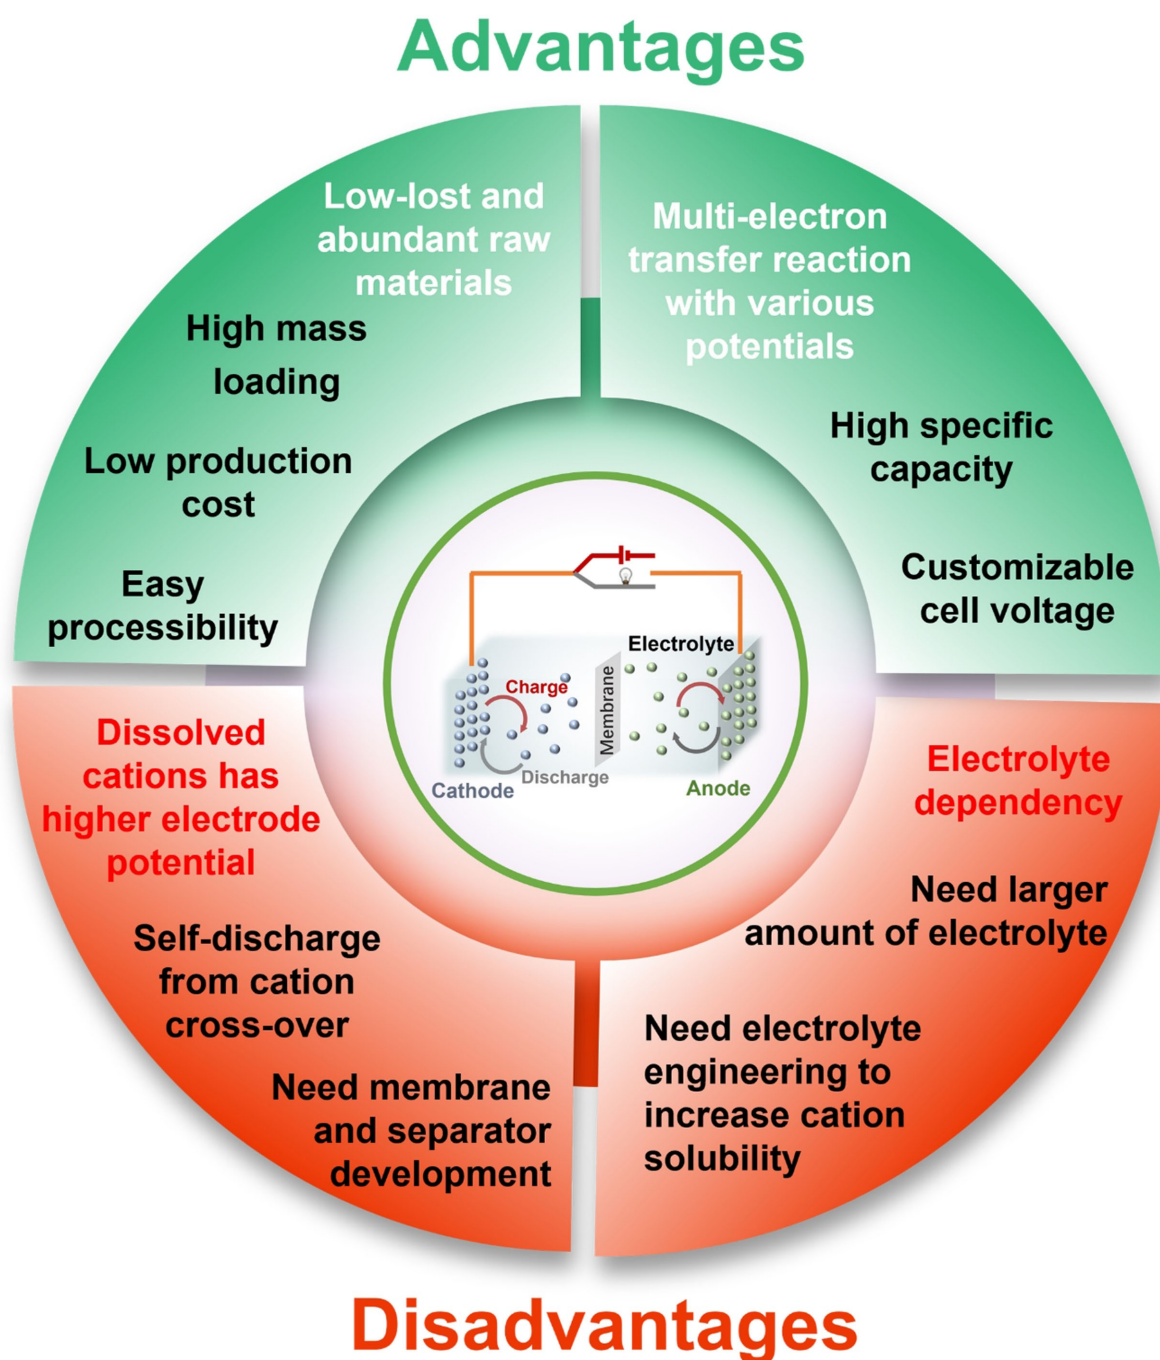 Advantages
Low-lost and
abundant raw
materials
High mass
loading
Low production
cost
Easy
processibility
Multi-electron
transfer reaction
with various
potentials
High specific
capacity
Customizable
cell voltage
Electrolyte
Charge
Membrane
Discharge
Cathode
Anode
Dissolved
cations has
higher electrode
potential
Self-discharge
from cation
cross-over
Need membrane
and separator
development
Electrolyte
dependency
Need larger
amount of electrolyte
Need electrolyte
engineering to
increase cation
solubility
Disadvantages